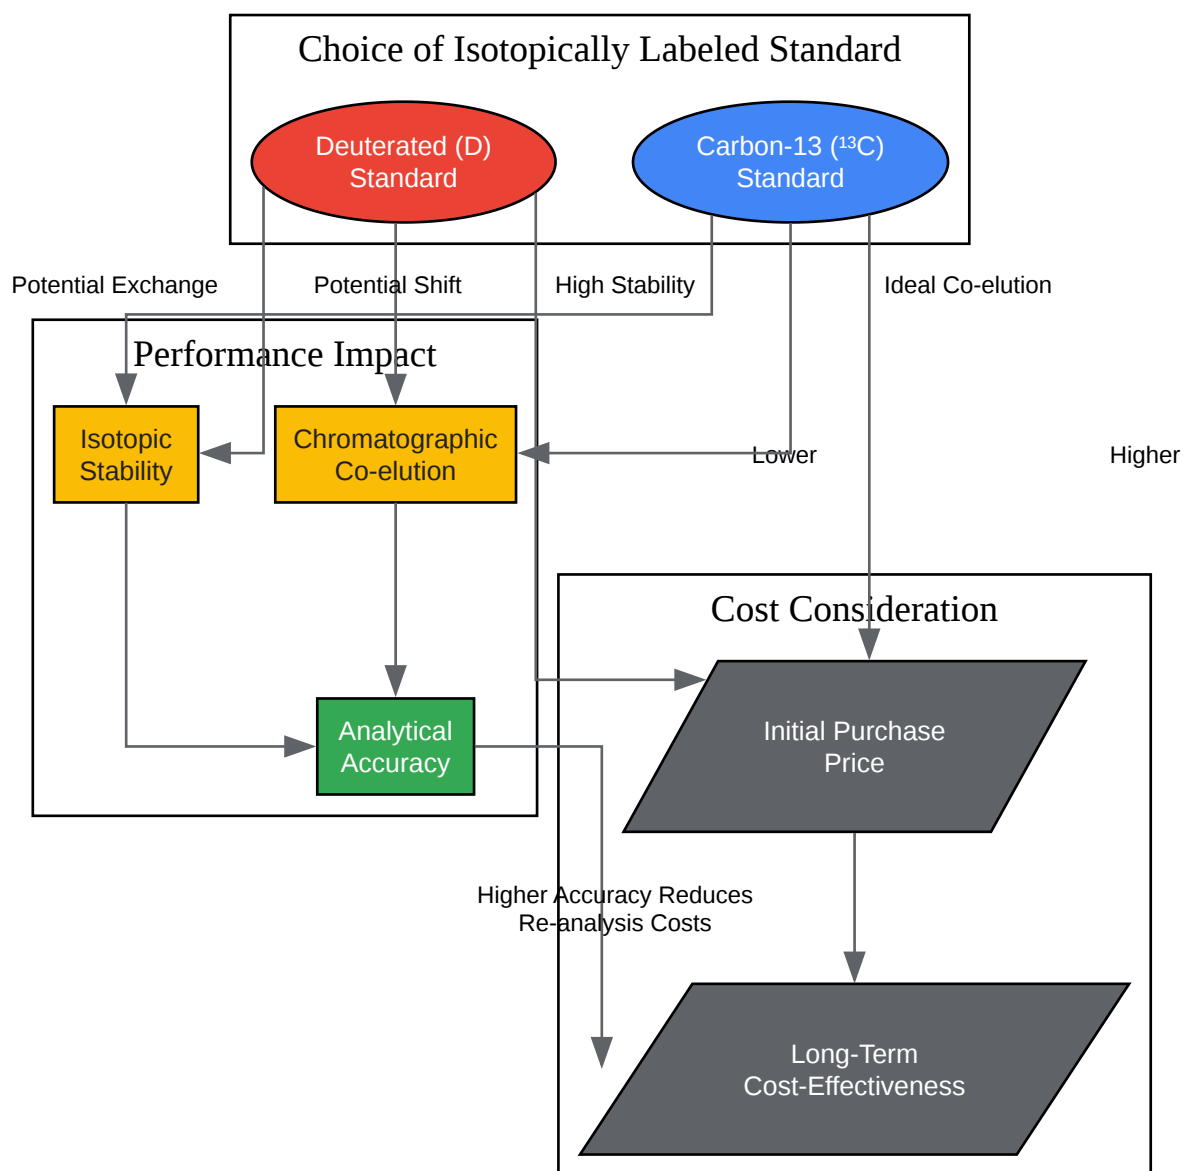 Choice of Isotopically Labeled Standard
Deuterated (D)
Standard
Carbon-13 (¹³C)
Standard
Potential Exchange
Potential Shift
High Stability
Ideal Co-elution
Performance Impact
Isotopic
Stability
Chromatographic
Co-elution
Lower
Higher
Cost Consideration
Analytical
Accuracy
Initial Purchase
Price
Higher Accuracy Reduces
Re-analysis Costs
Long-Term
Cost-Effectiveness